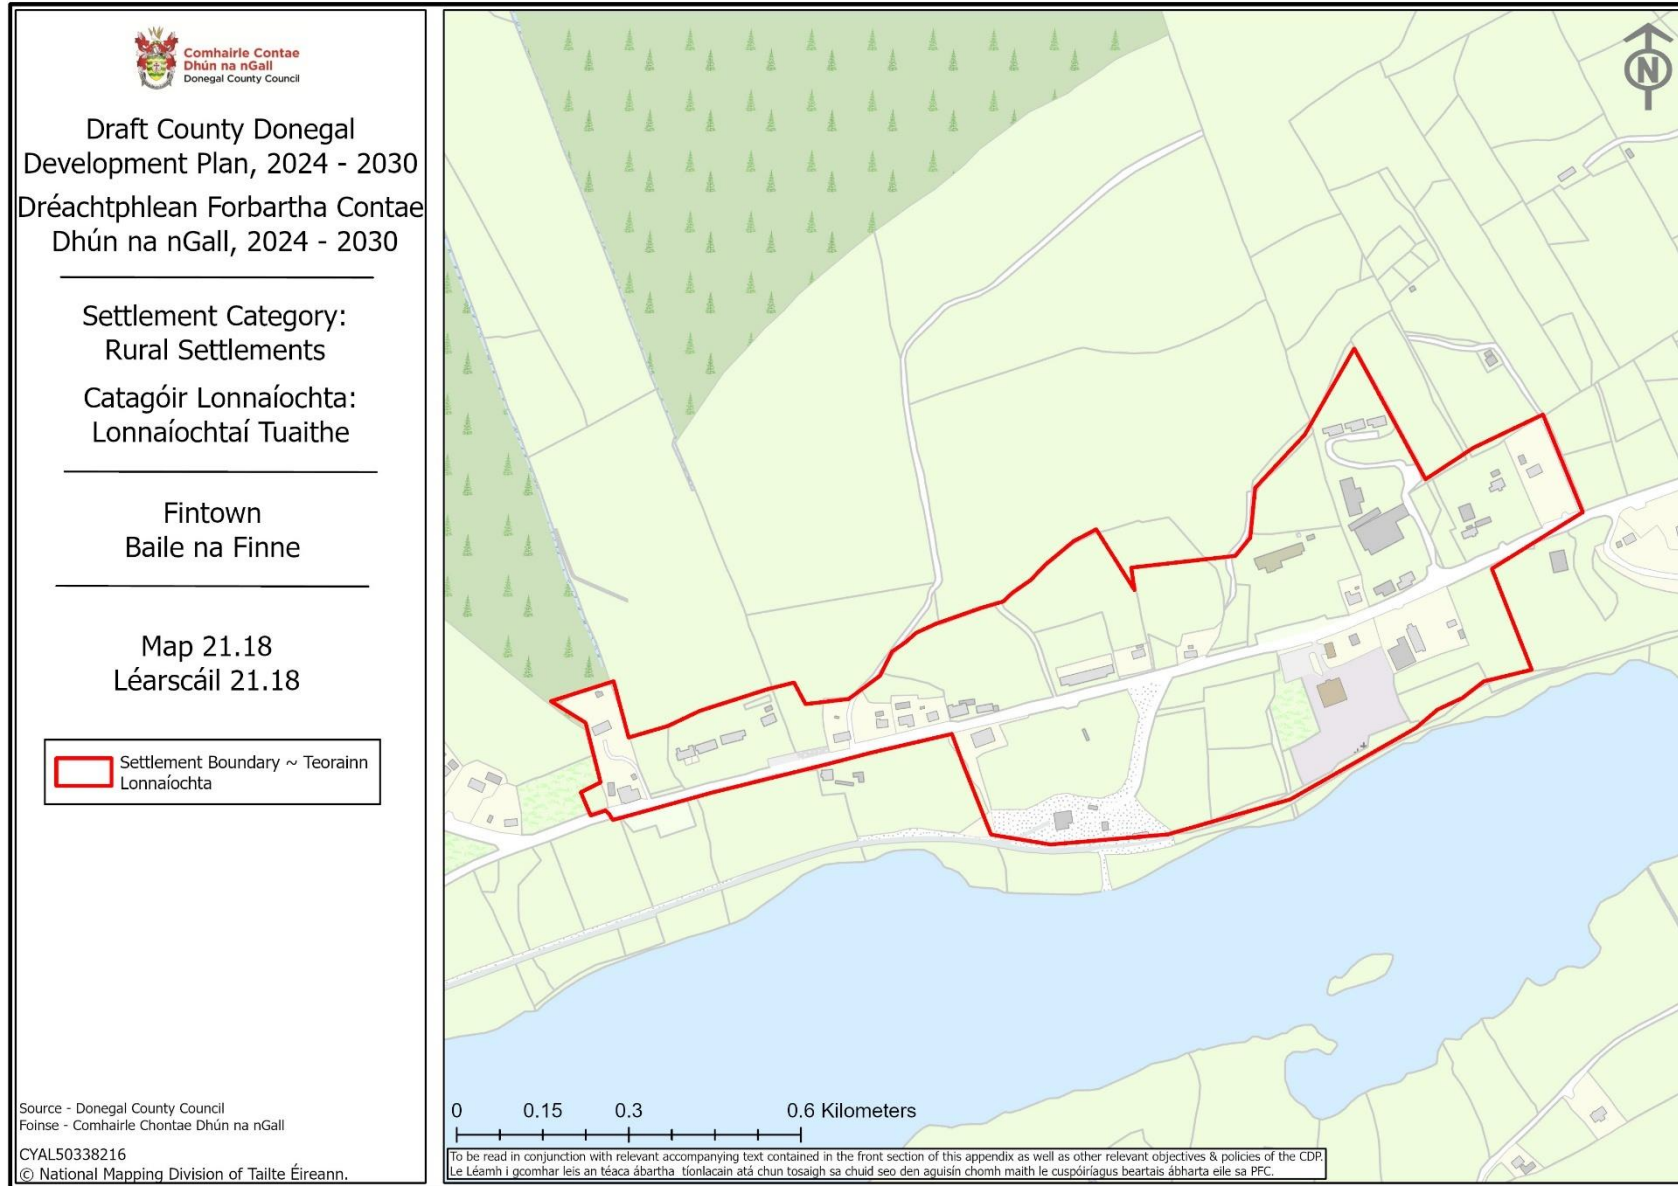 Comhairle Contae
Dhún na nGall
Donegal County Council
Draft County Donegal
Development Plan, 2024 - 2030
Dréachtphlean Forbartha Contae
Dhún na nGall, 2024 - 2030
Settlement Category:
Rural Settlements
Catagóir Lonnaíochta:
Lonnaíochtaí Tuaithe
Fintown
Baile na Finne
Map 21.18
Léarscáil 21.18
Settlement Boundary ~ Teorainn
Lonnaíochta
Source - Donegal County Council
Foinse - Comhairle Chontae Dhún na nGall
CYAL50338216
© National Mapping Division of Tailte Éireann.
N
0 0.15 0.3 0.6 Kilometers
To be read in conjunction with relevant accompanying text contained in the front section of this appendix as well as other relevant objectives & policies of the CDP.
Le Léamh i gcomhar leis an téaca ábartha tíonlacain atá chun tosaigh sa chuid seo den aguisín chomh maith le cuspóiríagus beartais ábharta eile sa PFC.